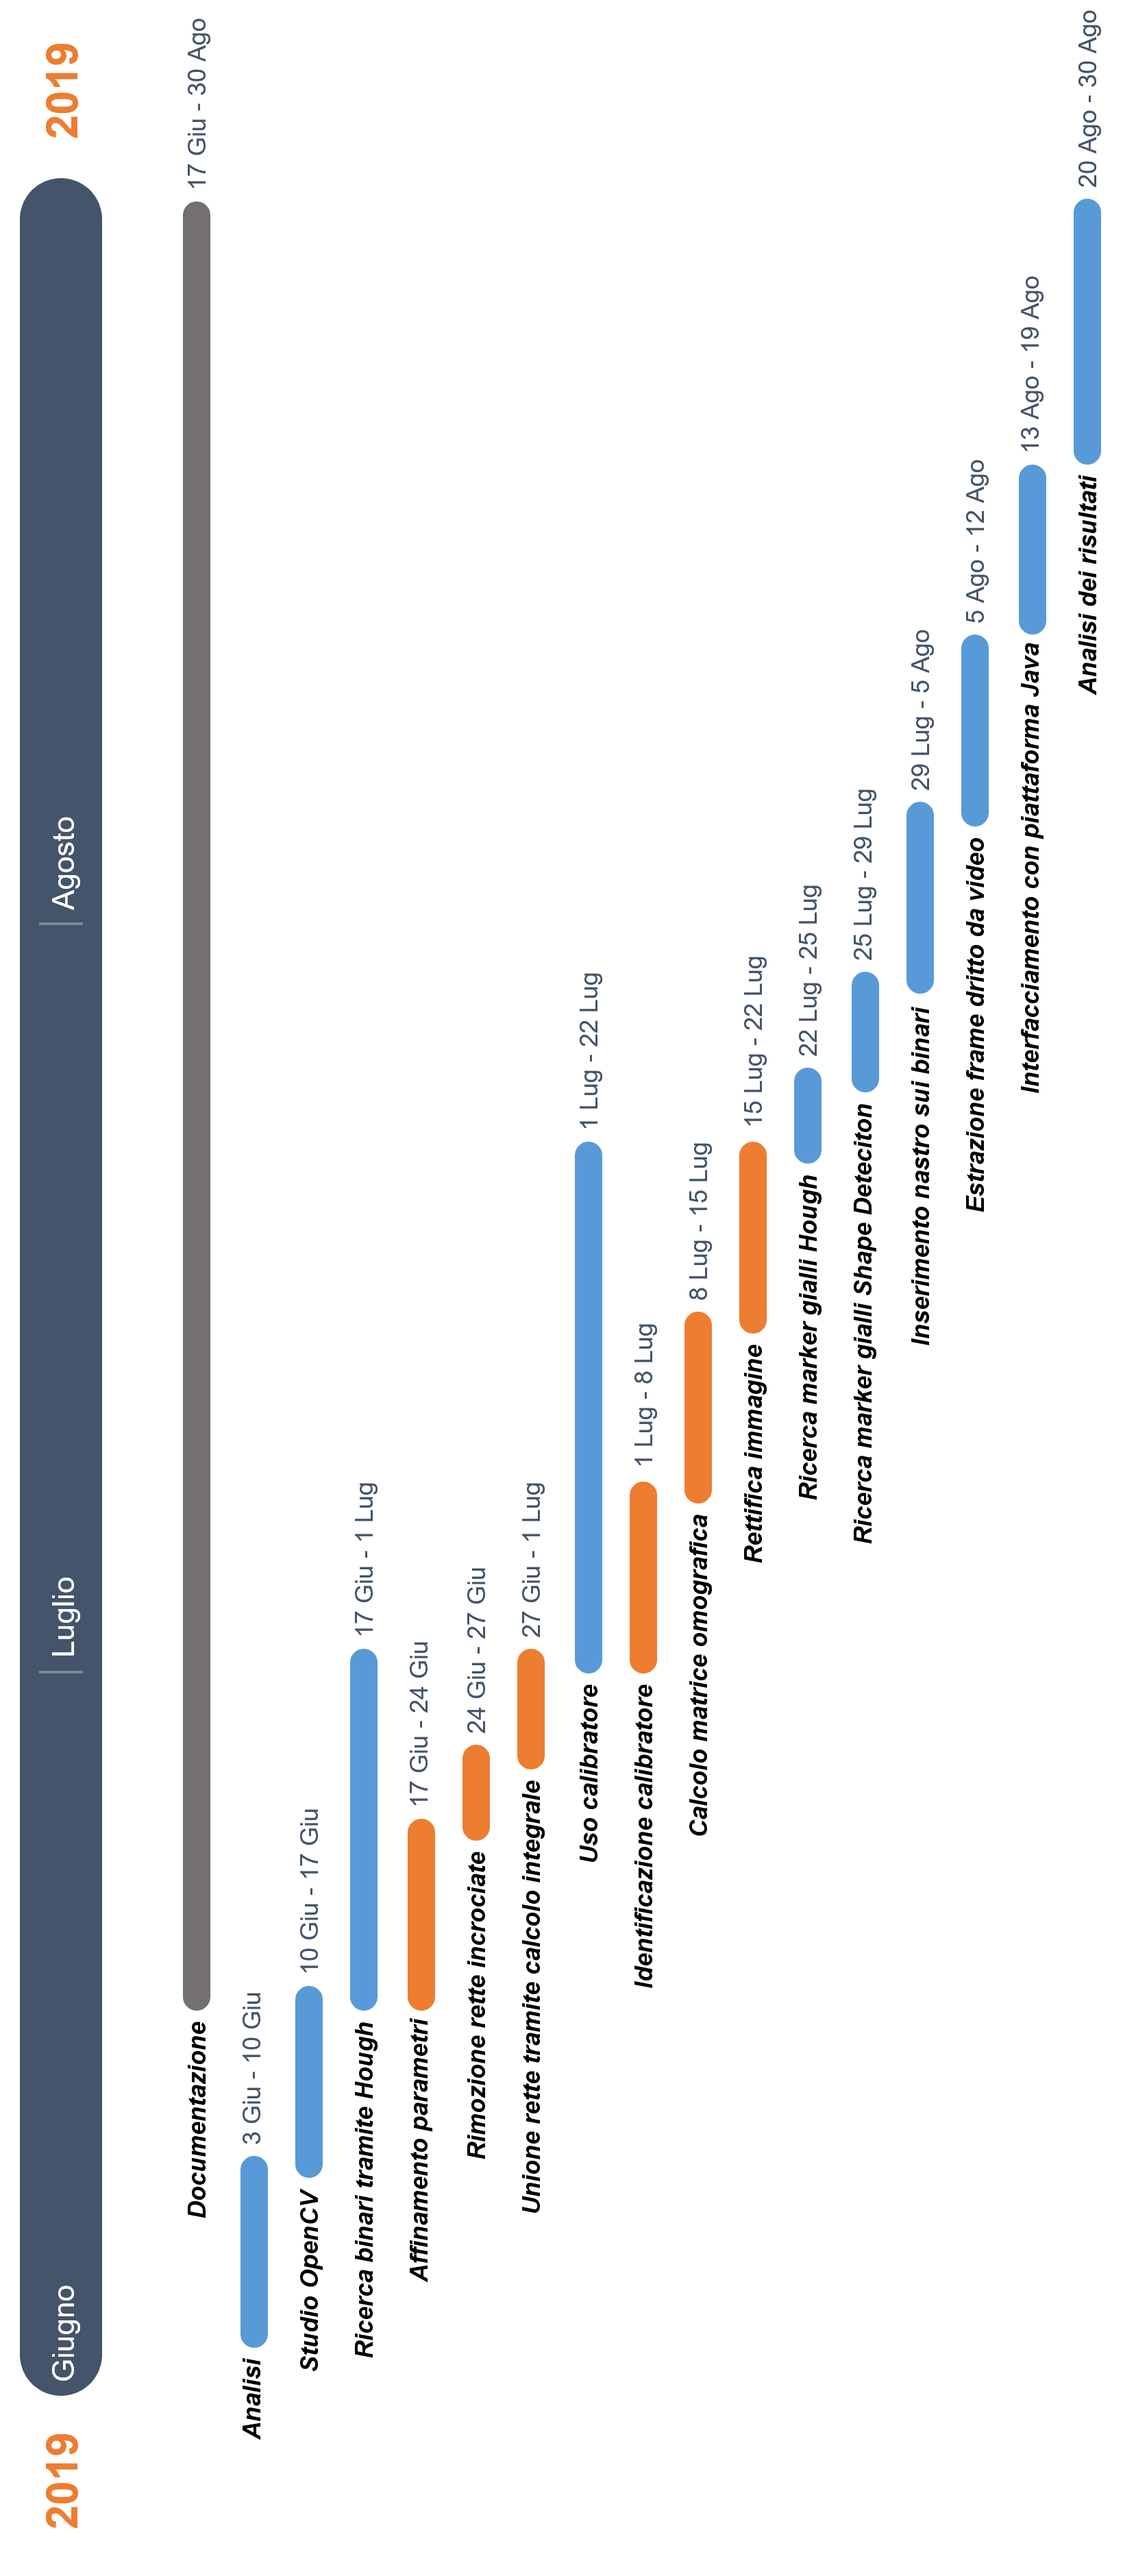 2019
Giugno
Luglio
Agosto
2019
Documentazione
17 Giu - 30 Ago
Analisi
3 Giu - 10 Giu
Studio OpenCV
10 Giu - 17 Giu
Ricerca binari tramite Hough
17 Giu - 1 Lug
Affinamento parametri
17 Giu - 24 Giu
Rimozione rette incrociate
24 Giu - 27 Giu
Unione rette tramite calcolo integrale
27 Giu - 1 Lug
Uso calibratore
1 Lug - 22 Lug
Identificazione calibratore
1 Lug - 8 Lug
Calcolo matrice omografica
8 Lug - 15 Lug
Rettifica immagine
15 Lug - 22 Lug
Ricerca marker gialli Hough
22 Lug - 25 Lug
Ricerca marker gialli Shape Deteciton
25 Lug - 29 Lug
Inserimento nastro sui binari
29 Lug - 5 Ago
Estrazione frame dritto da video
5 Ago - 12 Ago
Interfacciamento con piattaforma Java
13 Ago - 19 Ago
Analisi dei risultati
20 Ago - 30 Ago